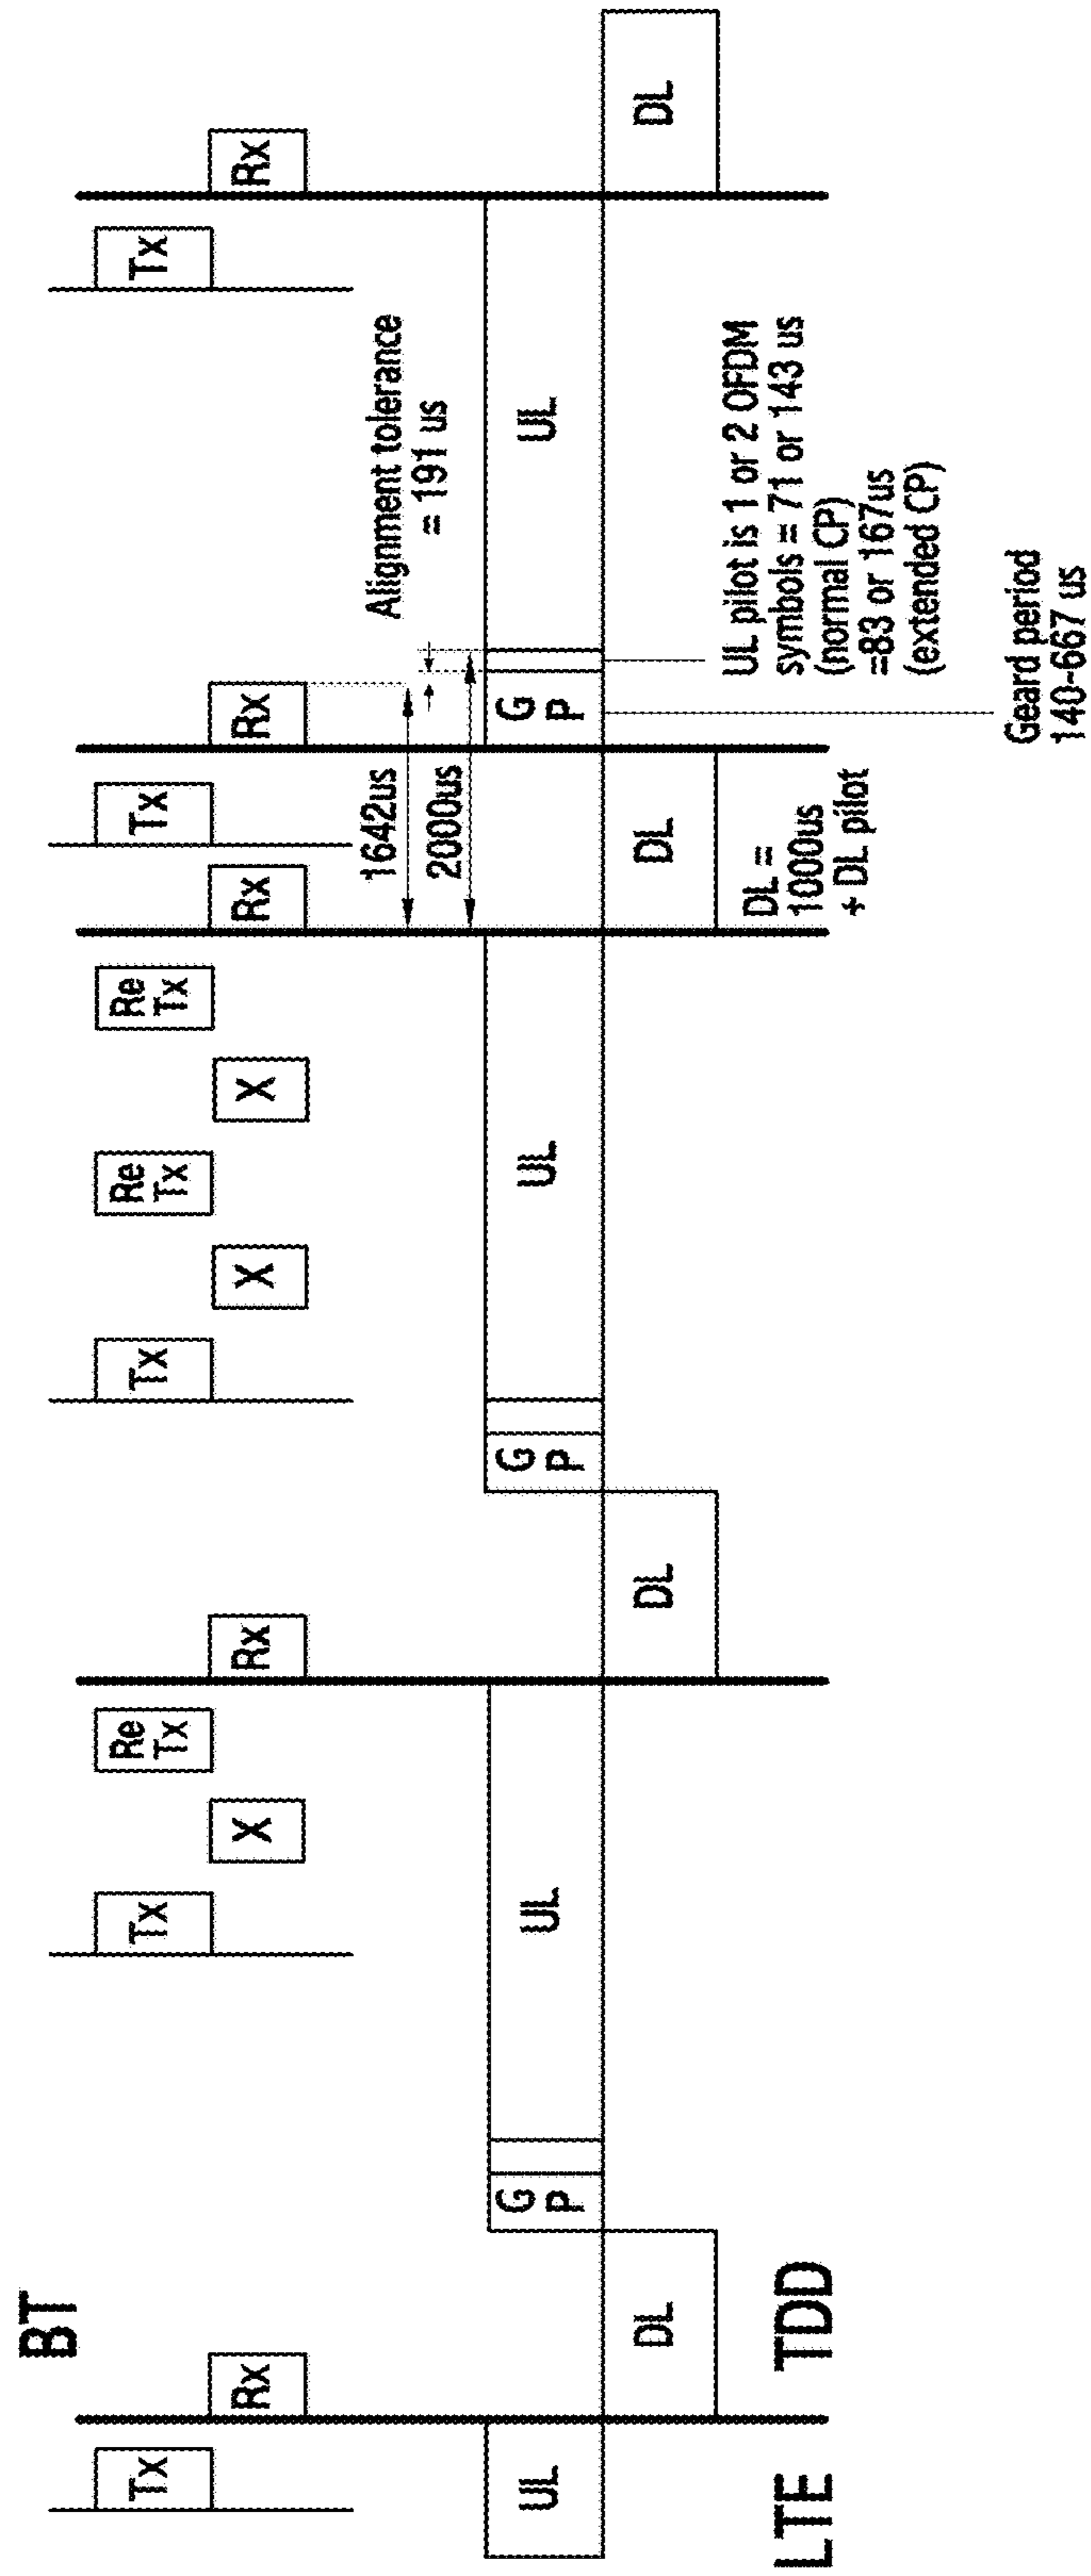 BT
Tx
Tx
Re
Tx
Tx
Re
Tx
Re
Tx
Tx
Tx
Rx
X
Rx
X
X
Rx
Rx
Rx
1642us
2000us
Alignment tolerance
= 191 us
UL
G
P
UL
G
P
UL
G
P
UL
DL
DL
DL
DL
LTE TDD
DL =
1000us
+ DL pilot
UL pilot is 1 or 2 OFDM
symbols = 71 or 143 us
(normal CP)
=83 or 167us
(extended CP)
Geard period
140-667 us